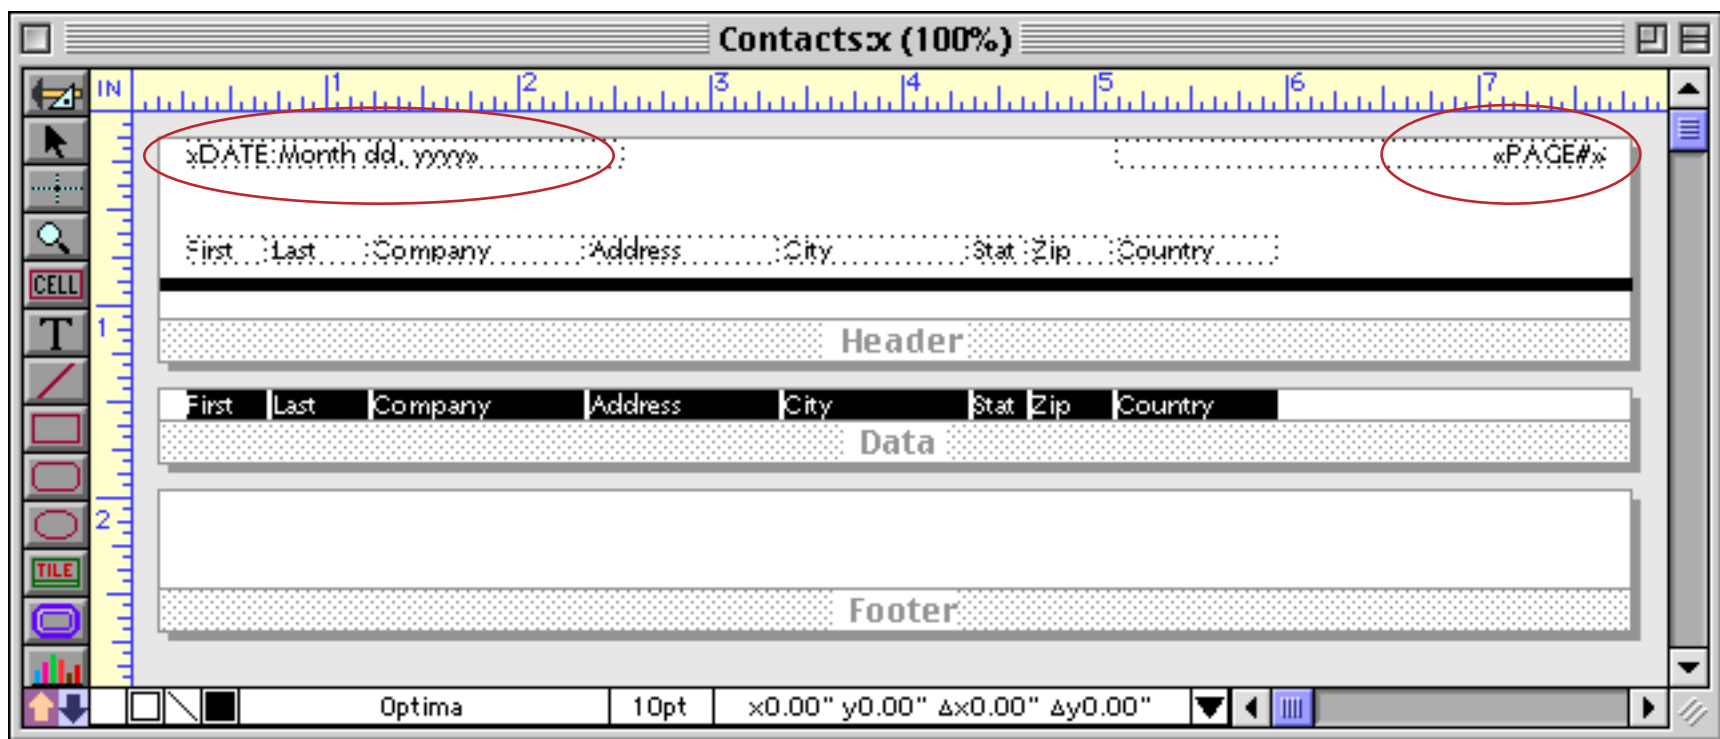 Contacts:x (100%)
IN 1 2 3 4 5 6 7
«DATE:Month dd, yyyy» «PAGE#»
First Last Company Address City Stat Zip Country
CELL
T
1
Header
First Last Company Address City Stat Zip Country
Data
2
TILE
Footer
Optima 10pt x0.00" y0.00" Δx0.00" Δy0.00"